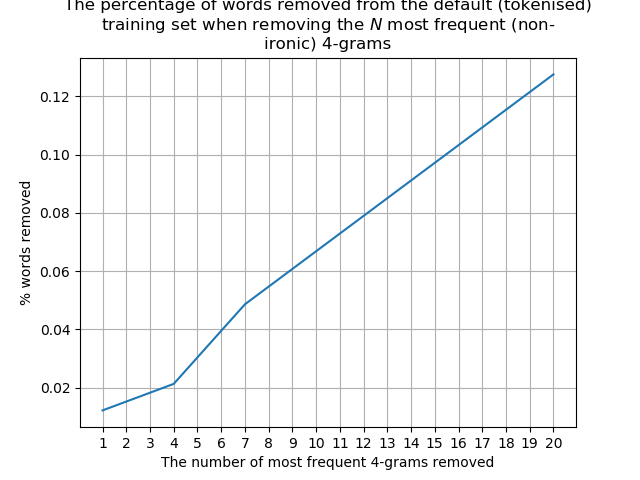 The percentage of words removed from the default (tokenised)
training set when removing the N most frequent (non-
ironic) 4-grams
% words removed
0.12
0.10
0.08
0.06
0.04
0.02
1 2 3 4 5 6 7 8 9 10 11 12 13 14 15 16 17 18 19 20
The number of most frequent 4-grams removed